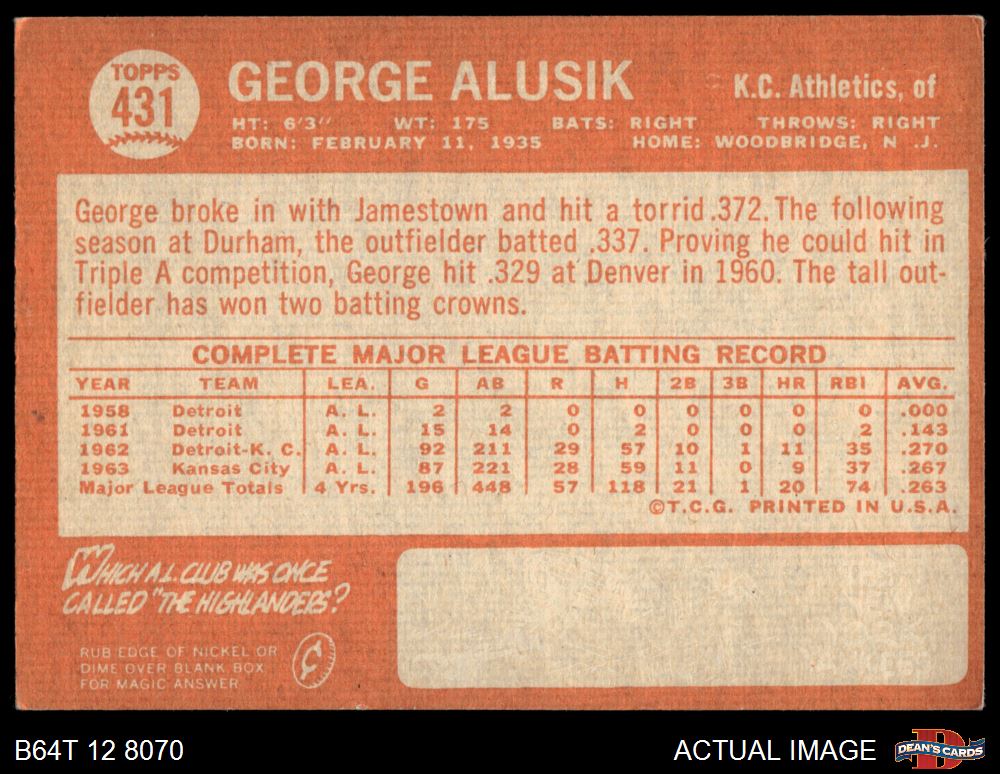 TOPPS
431
GEORGE ALUSIK
K.C. Athletics, of
HT: 6'3" WT: 175 BATS: RIGHT THROWS: RIGHT
BORN: FEBRUARY 11, 1935 HOME: WOODBRIDGE, N .J.
George broke in with Jamestown and hit a torrid .372. The following
season at Durham, the outfielder batted .337. Proving he could hit in
Triple A competition, George hit .329 at Denver in 1960. The tall out-
fielder has won two batting crowns.
COMPLETE MAJOR LEAGUE BATTING RECORD
YEAR TEAM LEA. G AB R H 2B 3B HR RBI AVG.
1958 Detroit A. L. 2 2 0 0 0 0 0 0 .000
1961 Detroit A. L. 15 14 0 2 0 0 0 2 .143
1962 Detroit-K. C. A. L. 92 211 29 57 10 1 11 35 .270
1963 Kansas City A. L. 87 221 28 59 11 0 9 37 .267
Major League Totals 4 Yrs. 196 448 57 118 21 1 20 74 .263
©T.C.G. PRINTED IN U.S.A.
WHICH A.L. CLUB WAS ONCE
CALLED "THE HIGHLANDERS?
RUB EDGE OF NICKEL OR
DIME OVER BLANK BOX
FOR MAGIC ANSWER
B64T 12 8070
ACTUAL IMAGE
D
DEAN'S CARDS